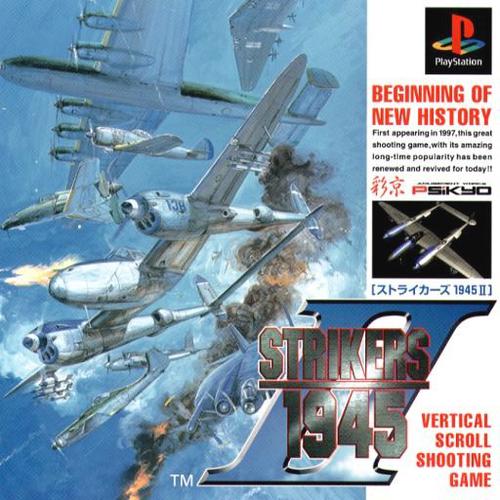 PlayStation
BEGINNING OF
NEW HISTORY
First appearing in 1997,this great
shooting game,with its amazing
long-time popularity has been
renewed and revived for today!!
彩京
PSiKYO
[ストライカーズ 1945 II]
II
STRIKERS
1945
VERTICAL
SCROLL
SHOOTING
GAME
TM